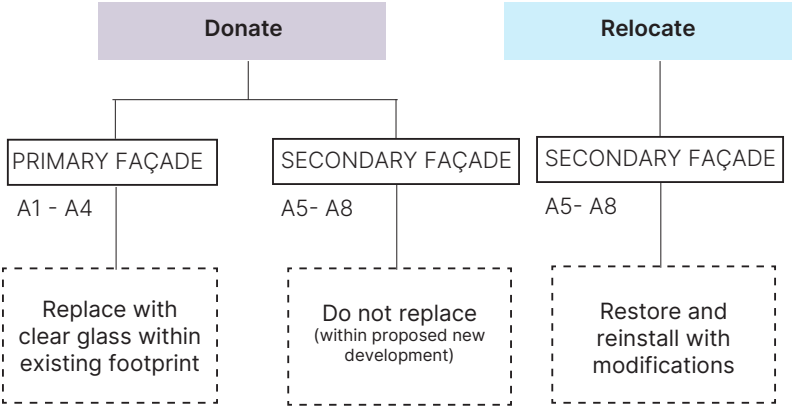 Donate
Relocate
PRIMARY FAÇADE
SECONDARY FAÇADE
SECONDARY FAÇADE
A1 - A4
A5- A8
A5- A8
Replace with
clear glass within
existing footprint
Do not replace
(within proposed new
development)
Restore and
reinstall with
modifications